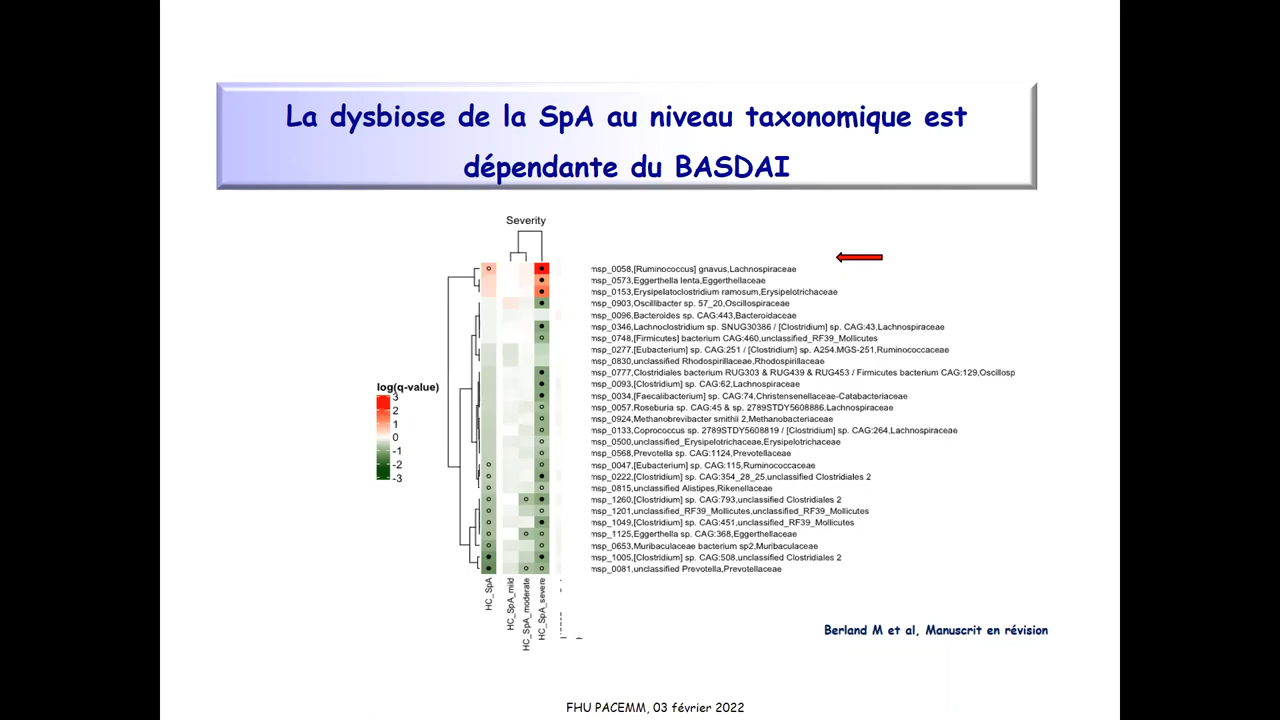 La dysbiose de la SpA au niveau taxonomique est
dépendante du BASDAI
Severity
msp_0058,[Ruminococcus] gnavus,Lachnospiraceae
msp_0573,Eggerthella lenta,Eggerthellaceae
msp_0153,Erysipelatoclostridium ramosum,Erysipelotrichaceae
msp_0903,Oscillibacter sp. 57_20,Oscillospiraceae
msp_0096,Bacteroides sp. CAG:443,Bacteroidaceae
msp_0346,Lachnoclostridium sp. SNUG30386 / [Clostridium] sp. CAG:43,Lachnospiraceae
msp_0748,[Firmicutes] bacterium CAG:460,unclassified_RF39_Mollicutes
msp_0277,[Eubacterium] sp. CAG:251 / [Clostridium] sp. A254.MGS-251,Ruminococcaceae
msp_0830,unclassified Rhodospirillaceae,Rhodospirillaceae
msp_0777,Clostridiales bacterium RUG303 & RUG439 & RUG453 / Firmicutes bacterium CAG:129,Oscillosp
msp_0093,[Clostridium] sp. CAG:62,Lachnospiraceae
msp_0034,[Faecalibacterium] sp. CAG:74,Christensenellaceae-Catabacteriaceae
msp_0057,Roseburia sp. CAG:45 & sp. 2789STDY5608886,Lachnospiraceae
msp_0924,Methanobrevibacter smithii 2,Methanobacteriaceae
msp_0133,Coprococcus sp. 2789STDY5608819 / [Clostridium] sp. CAG:264,Lachnospiraceae
msp_0500,unclassified_Erysipelotrichaceae,Erysipelotrichaceae
msp_0568,Prevotella sp. CAG:1124,Prevotellaceae
msp_0047,[Eubacterium] sp. CAG:115,Ruminococcaceae
msp_0222,[Clostridium] sp. CAG:354_28_25,unclassified Clostridiales 2
msp_0815,unclassified Alistipes,Rikenellaceae
msp_1260,[Clostridium] sp. CAG:793,unclassified Clostridiales 2
msp_1201,unclassified_RF39_Mollicutes,unclassified_RF39_Mollicutes
msp_1049,[Clostridium] sp. CAG:451,unclassified_RF39_Mollicutes
msp_1125,Eggerthella sp. CAG:368,Eggerthellaceae
msp_0653,Muribaculaceae bacterium sp2,Muribaculaceae
msp_1005,[Clostridium] sp. CAG:508,unclassified Clostridiales 2
msp_0081,unclassified Prevotella,Prevotellaceae
log(q-value)
3
2
1
0
-1
-2
-3
HC_SpA
HC_SpA_mild
HC_SpA_moderate
HC_SpA_severe
Berland M et al, Manuscrit en révision
FHU PACEMM, 03 février 2022